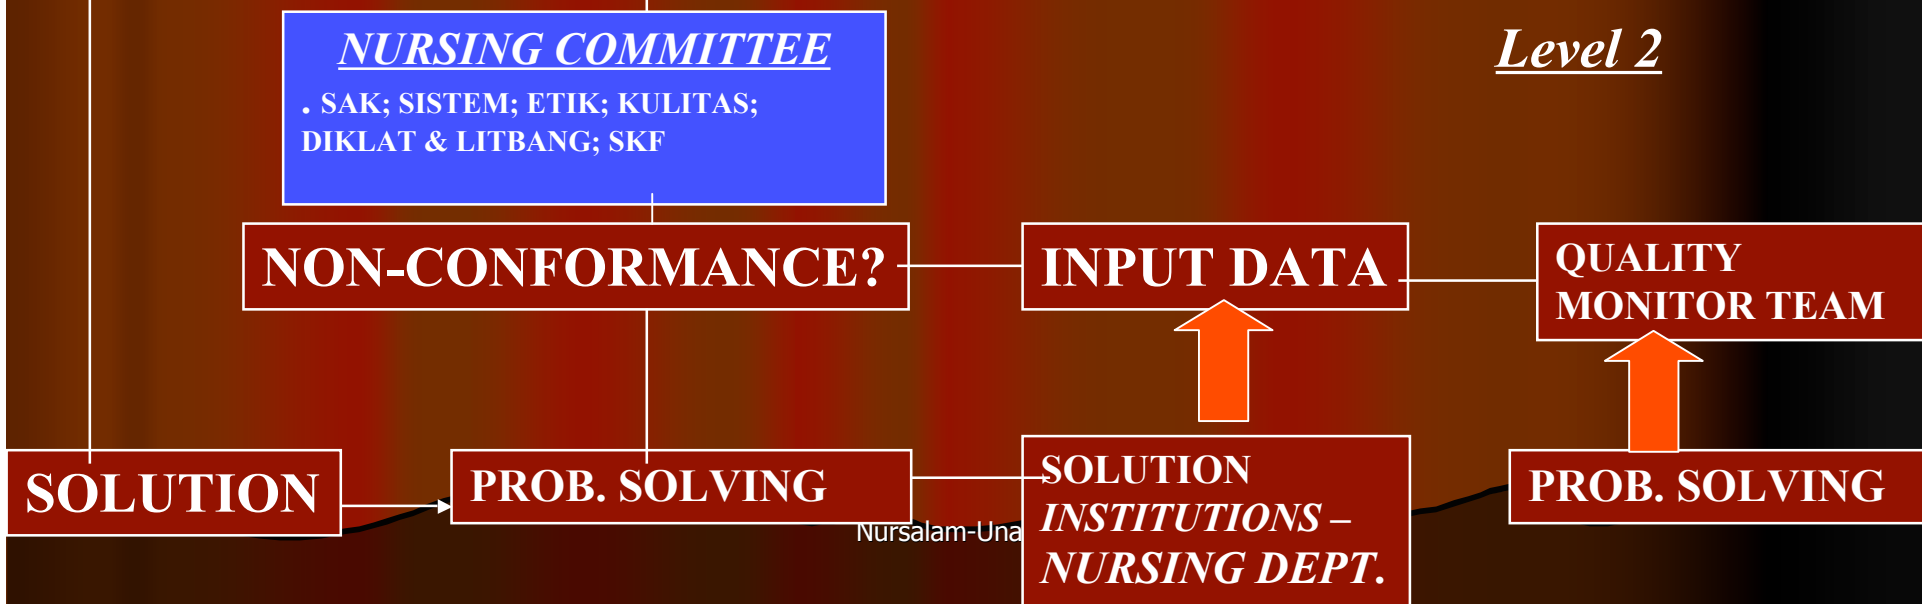 NURSING COMMITTEE
. SAK; SISTEM; ETIK; KULITAS;
DIKLAT & LITBANG; SKF
Level 2
NON-CONFORMANCE?
INPUT DATA
QUALITY
MONITOR TEAM
SOLUTION
PROB. SOLVING
SOLUTION
INSTITUTIONS –
NURSING DEPT.
PROB. SOLVING
Nursalam-Una